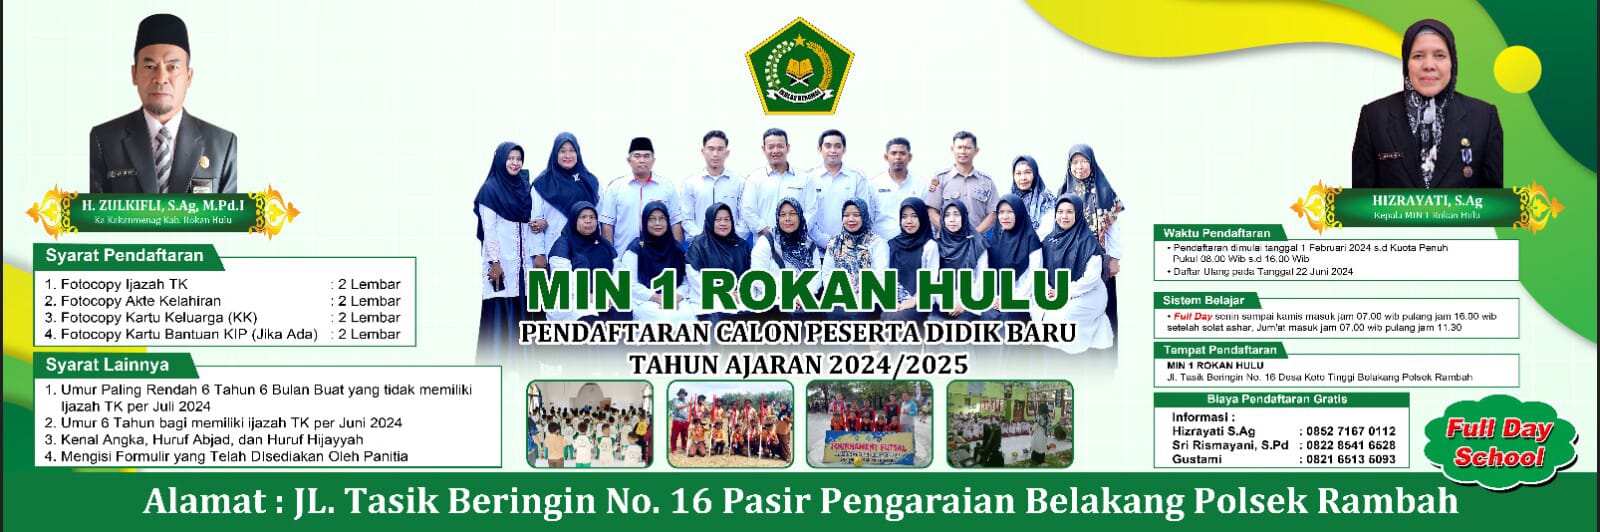 IKHLAS BERAMAL
H. ZULKIFLI, S.Ag, M.Pd.I
Ka Kakanmenag Kab. Rokan Hulu
HIZRAYATI, S.Ag
Kepala MIN 1 Rokan Hulu
Syarat Pendaftaran
1. Fotocopy Ijazah TK : 2 Lembar
2. Fotocopy Akte Kelahiran : 2 Lembar
3. Fotocopy Kartu Keluarga (KK) : 2 Lembar
4. Fotocopy Kartu Bantuan KIP (Jika Ada) : 2 Lembar
Syarat Lainnya
1. Umur Paling Rendah 6 Tahun 6 Bulan Buat yang tidak memiliki
Ijazah TK per Juli 2024
2. Umur 6 Tahun bagi memiliki ijazah TK per Juni 2024
3. Kenal Angka, Huruf Abjad, dan Huruf Hijayyah
4. Mengisi Formulir yang Telah DIsediakan Oleh Panitia
MIN 1 ROKAN HULU
PENDAFTARAN CALON PESERTA DIDIK BARU
TAHUN AJARAN 2024/2025
TOURNAMENT FUTSAL
Waktu Pendaftaran
• Pendaftaran dimulai tanggal 1 Februari 2024 s.d Kuota Penuh
Pukul 08.00 Wib s.d 16.00 Wib
• Daftar Ulang pada Tanggal 22 Juni 2024
Sistem Belajar
• Full Day senin sampai kamis masuk jam 07.00 wib pulang jam 16.00 wib
setelah solat ashar, Jum'at masuk jam 07.00 wib pulang jam 11.30
Tempat Pendaftaran
MIN 1 ROKAN HULU
Jl. Tasik Beringin No. 16 Desa Koto Tinggi Belakang Polsek Rambah
Biaya Pendaftaran Gratis
Informasi :
Hizrayati S.Ag : 0852 7167 0112
Sri Rismayani, S.Pd : 0822 8541 6528
Gustami : 0821 6513 6093
Full Day
School
Alamat : JL. Tasik Beringin No. 16 Pasir Pengaraian Belakang Polsek Rambah